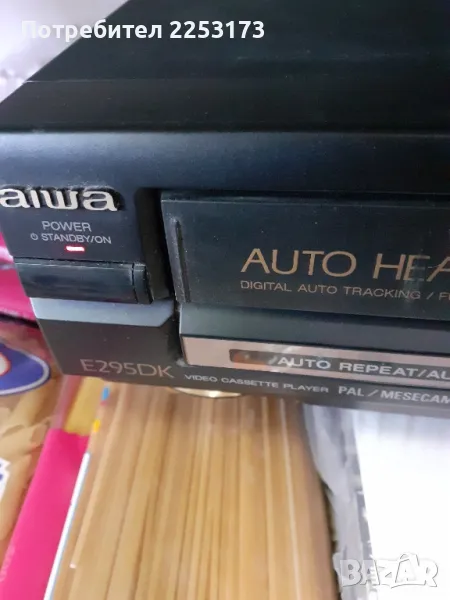 Потребител 2253173
aiwa
POWER
STANDBY/ON
AUTO HEA
DIGITAL AUTO TRACKING / F
AUTO REPEAT/AU
E295DK
VIDEO CASSETTE PLAYER PAL/MESECAM
bazar